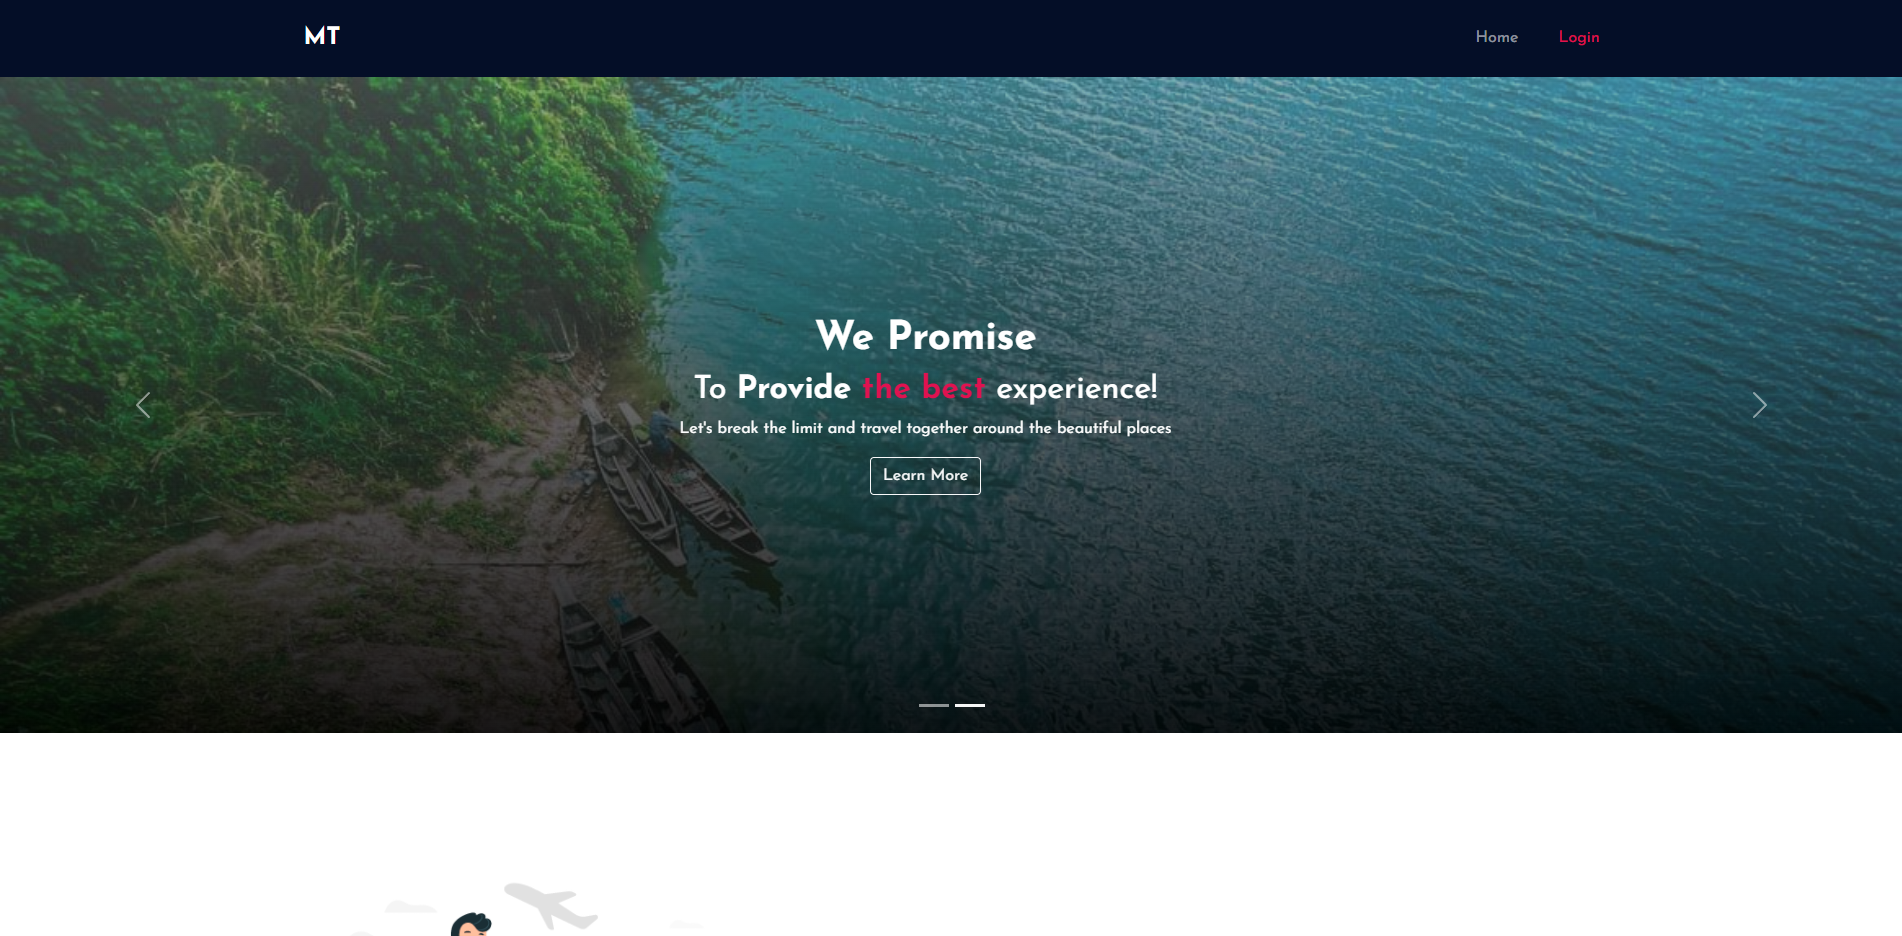 MT
Home
Login
We Promise
To Provide the best experience!
Let's break the limit and travel together around the beautiful places
Learn More